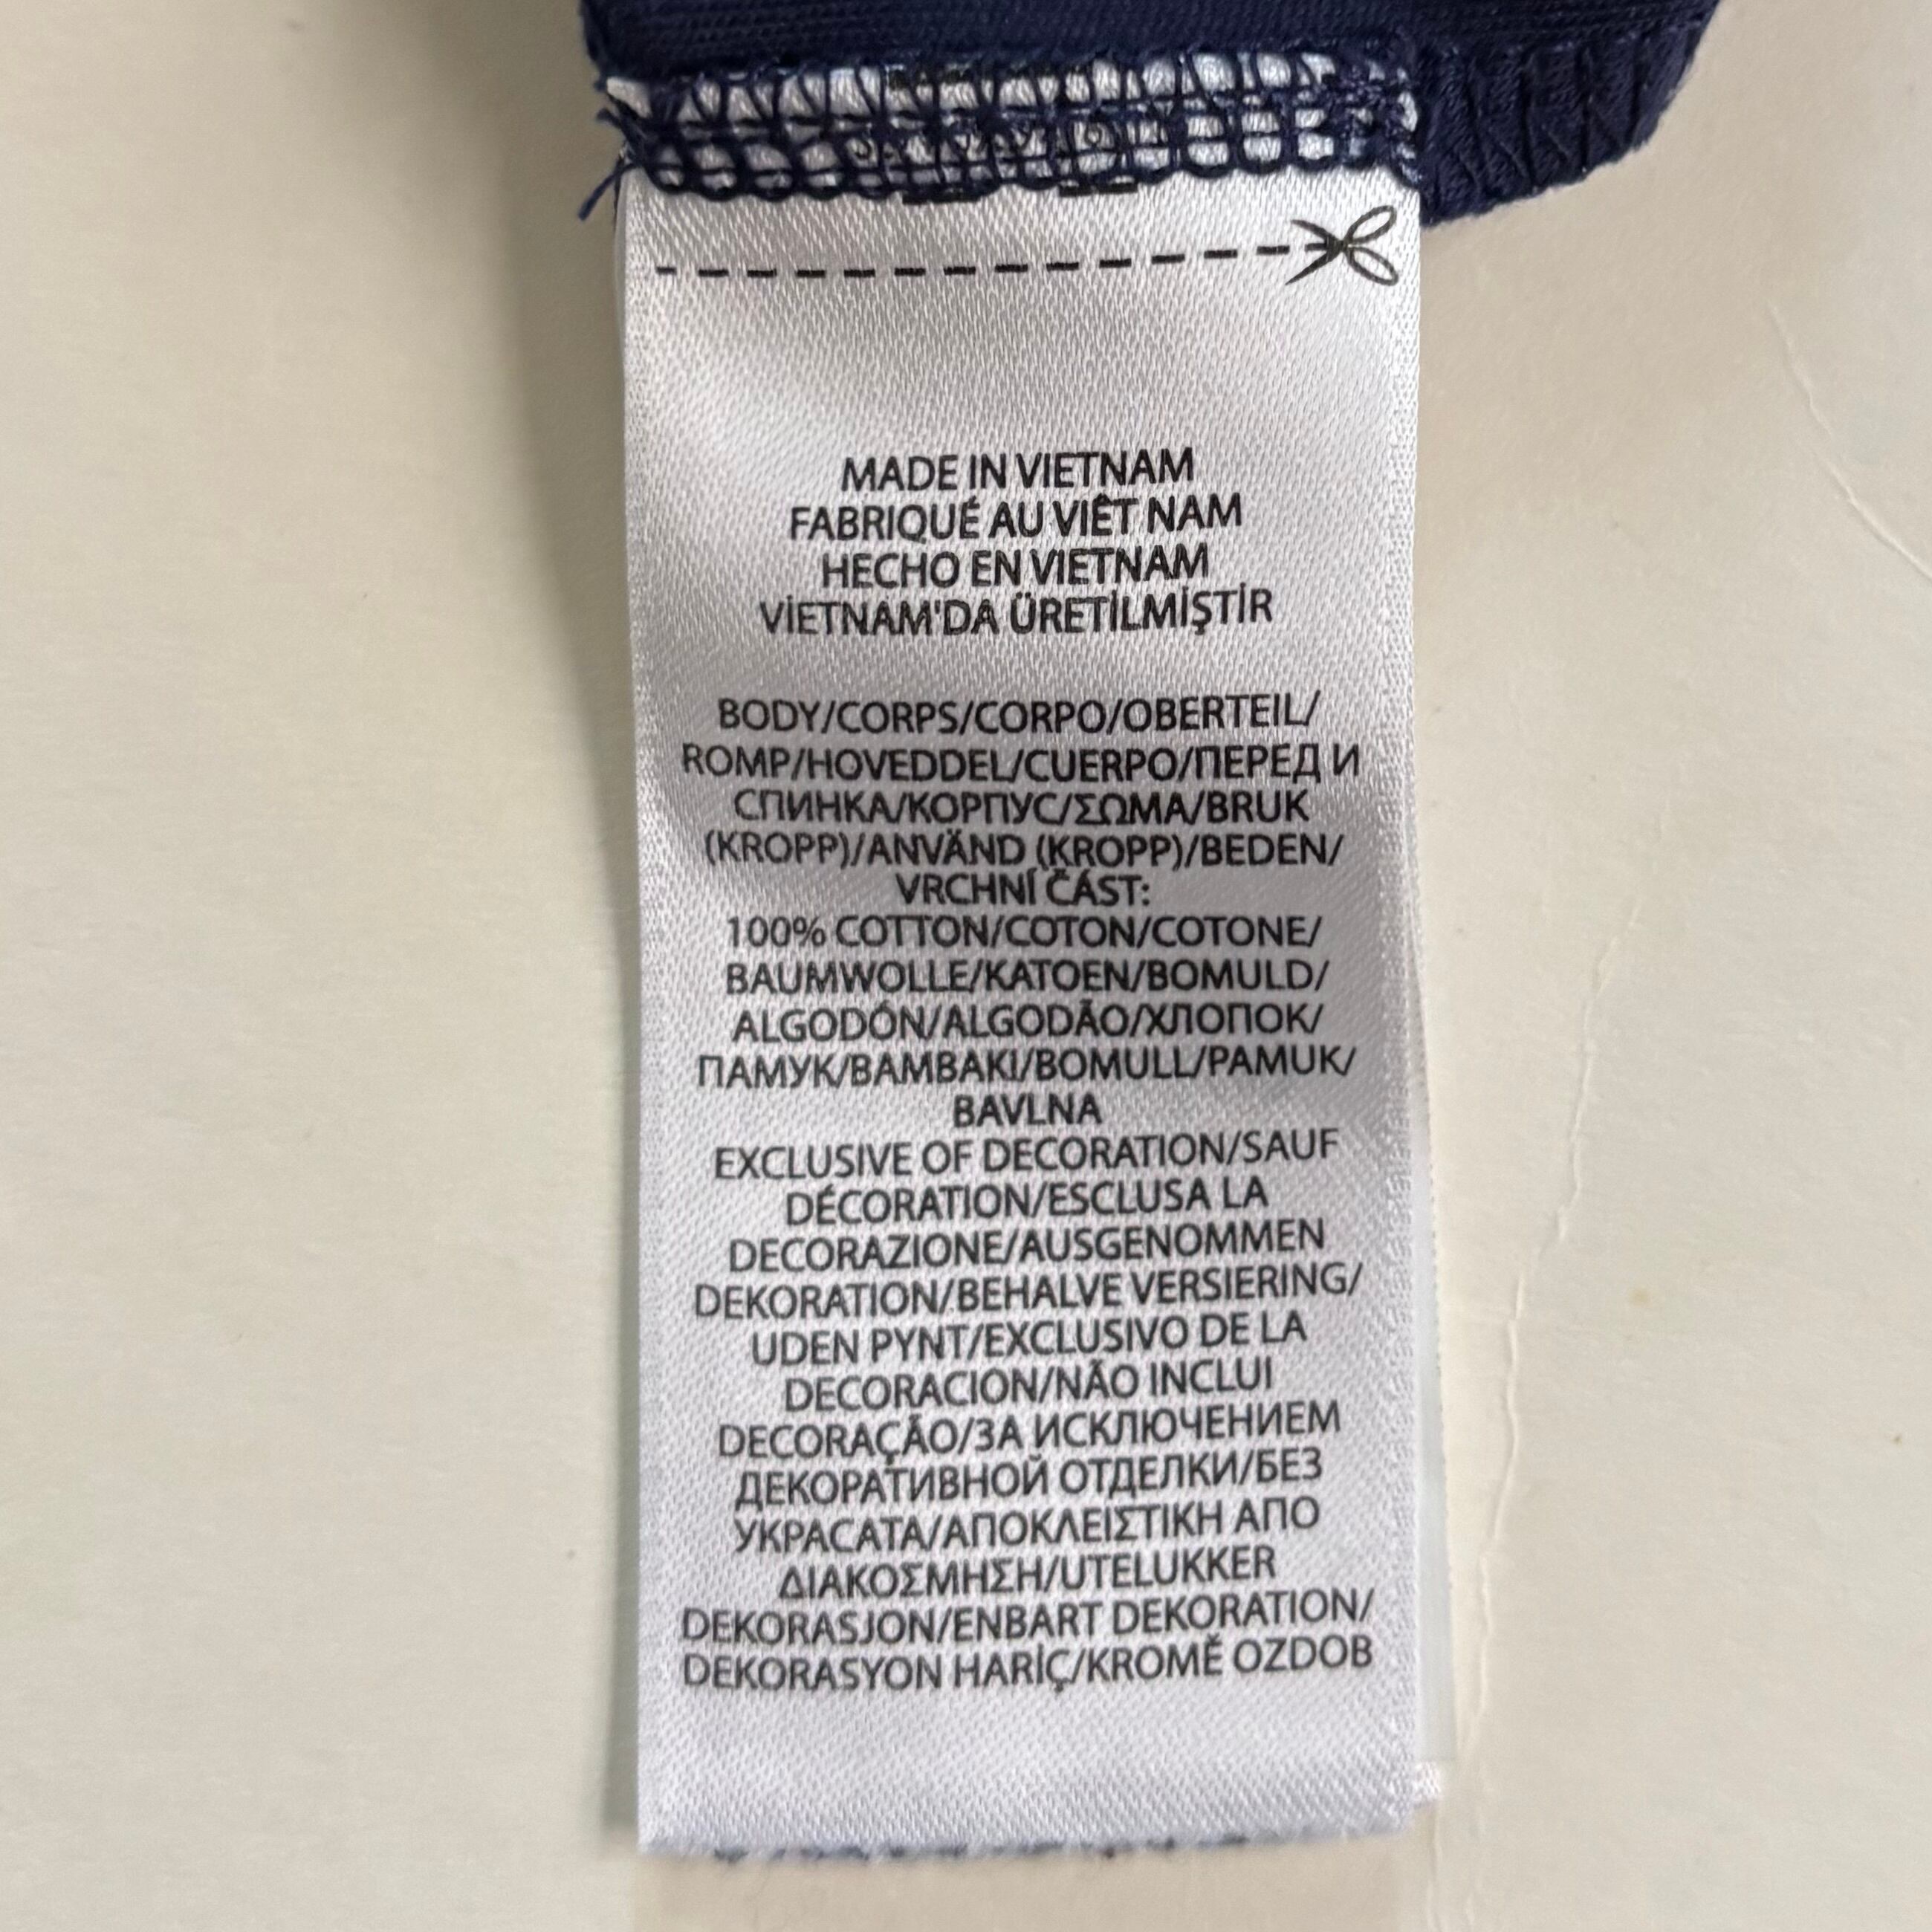 MADE IN VIETNAM
FABRIQUÉ AU VIÊT NAM
HECHO EN VIETNAM
VİETNAM'DA ÜRETİLMİŞTİR
BODY/CORPS/CORPO/OBERTEIL/
ROMP/HOVEDDEL/CUERPO/ПЕРЕД И
СПИНКА/КОРПУС/ΣΩΜΑ/BRUK
(KROPP)/ANVÄND (KROPP)/BEDEN/
VRCHNÍ ČÁST:
100% COTTON/COTON/COTONE/
BAUMWOLLE/KATOEN/BOMULD/
ALGODÓN/ALGODÃO/ХЛОПОК/
ПАМУК/ΒΑΜΒΑΚΙ/BOMULL/PAMUK/
BAVLNA
EXCLUSIVE OF DECORATION/SAUF
DÉCORATION/ESCLUSA LA
DECORAZIONE/AUSGENOMMEN
DEKORATION/BEHALVE VERSIERING/
UDEN PYNT/EXCLUSIVO DE LA
DECORACION/NÃO INCLUI
DECORAÇÃO/ЗА ИСКЛЮЧЕНИЕМ
ДЕКОРАТИВНОЙ ОТДЕЛКИ/БЕЗ
УКРАСАТА/ΑΠΟΚΛΕΙΣΤΙΚΗ ΑΠΟ
ΔΙΑΚΟΣΜΗΣΗ/UTELUKKER
DEKORASJON/ENBART DEKORATION/
DEKORASYON HARİÇ/KROMĚ OZDOB